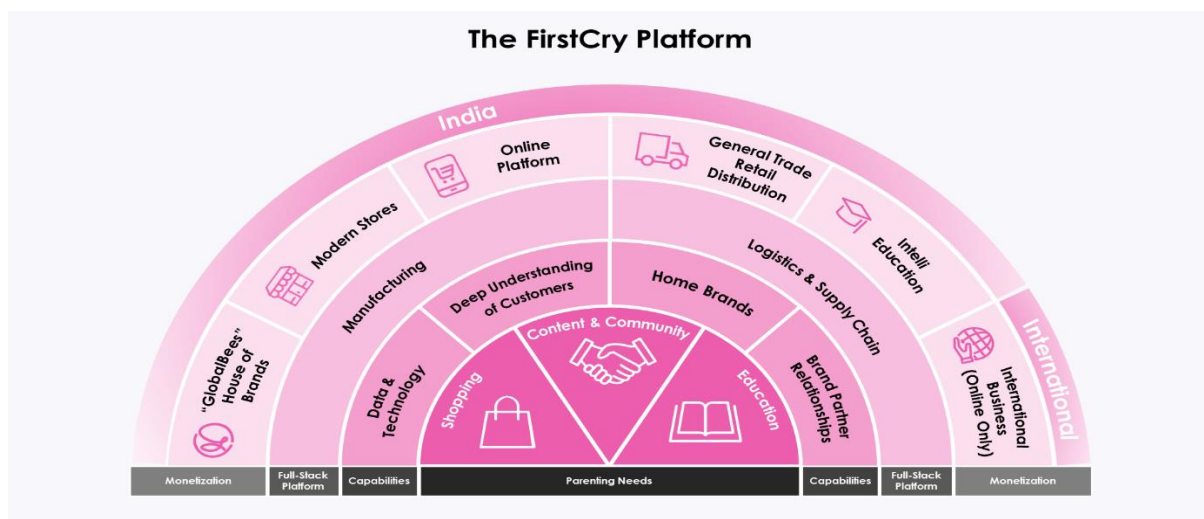 The FirstCry Platform
India
International
"GlobalBees"
House of
Brands
Modern Stores
Online
Platform
General Trade
Retail
Distribution
Intelli
Education
International
Business
(Online Only)
Manufacturing
Logistics & Supply Chain
Data &
Technology
Deep Understanding
of Customers
Home Brands
Brand Partner
Relationships
Shopping
Content & Community
Education
Monetization
Full-Stack
Platform
Capabilities
Parenting Needs
Capabilities
Full-Stack
Platform
Monetization